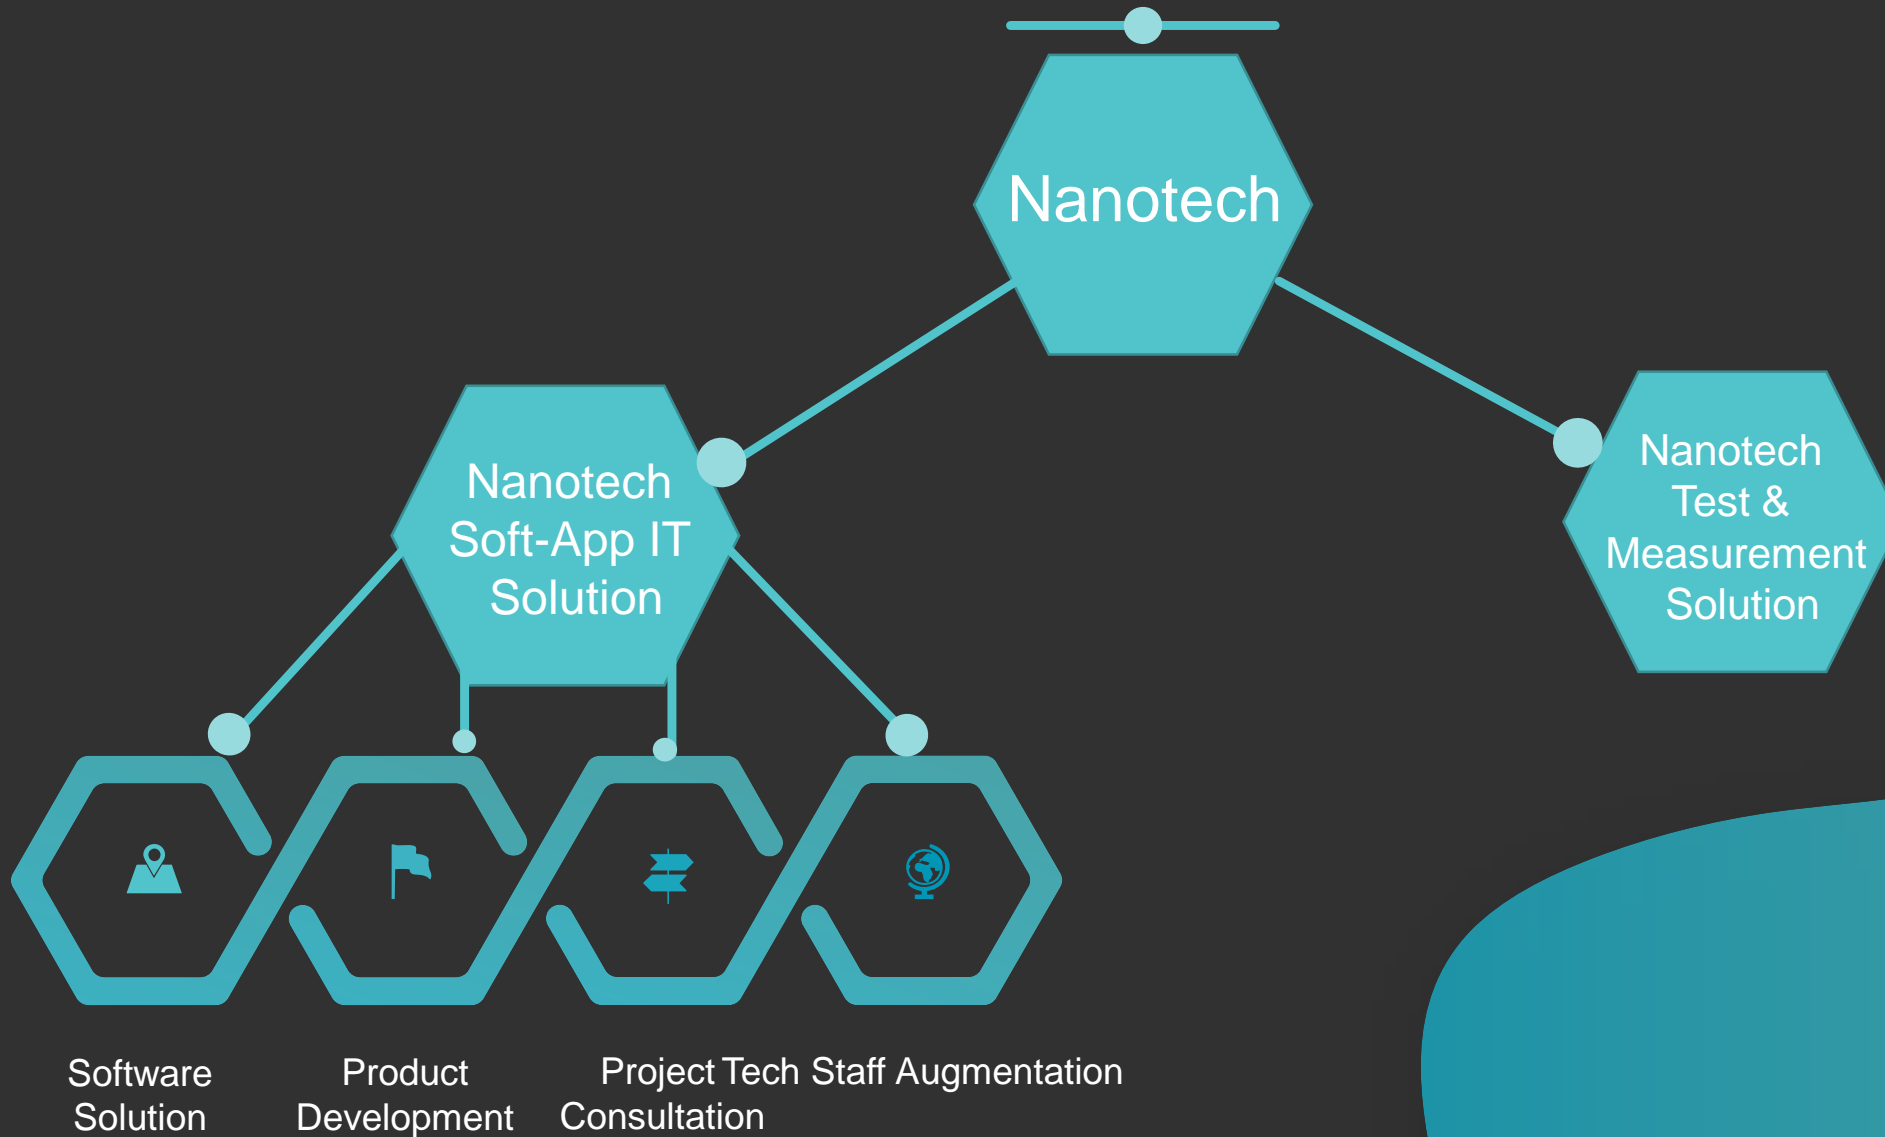 Nanotech
Nanotech
Soft-App IT
Solution
Nanotech
Test &
Measurement
Solution
Software
Solution
Product
Development
Project
Consultation
Tech Staff Augmentation